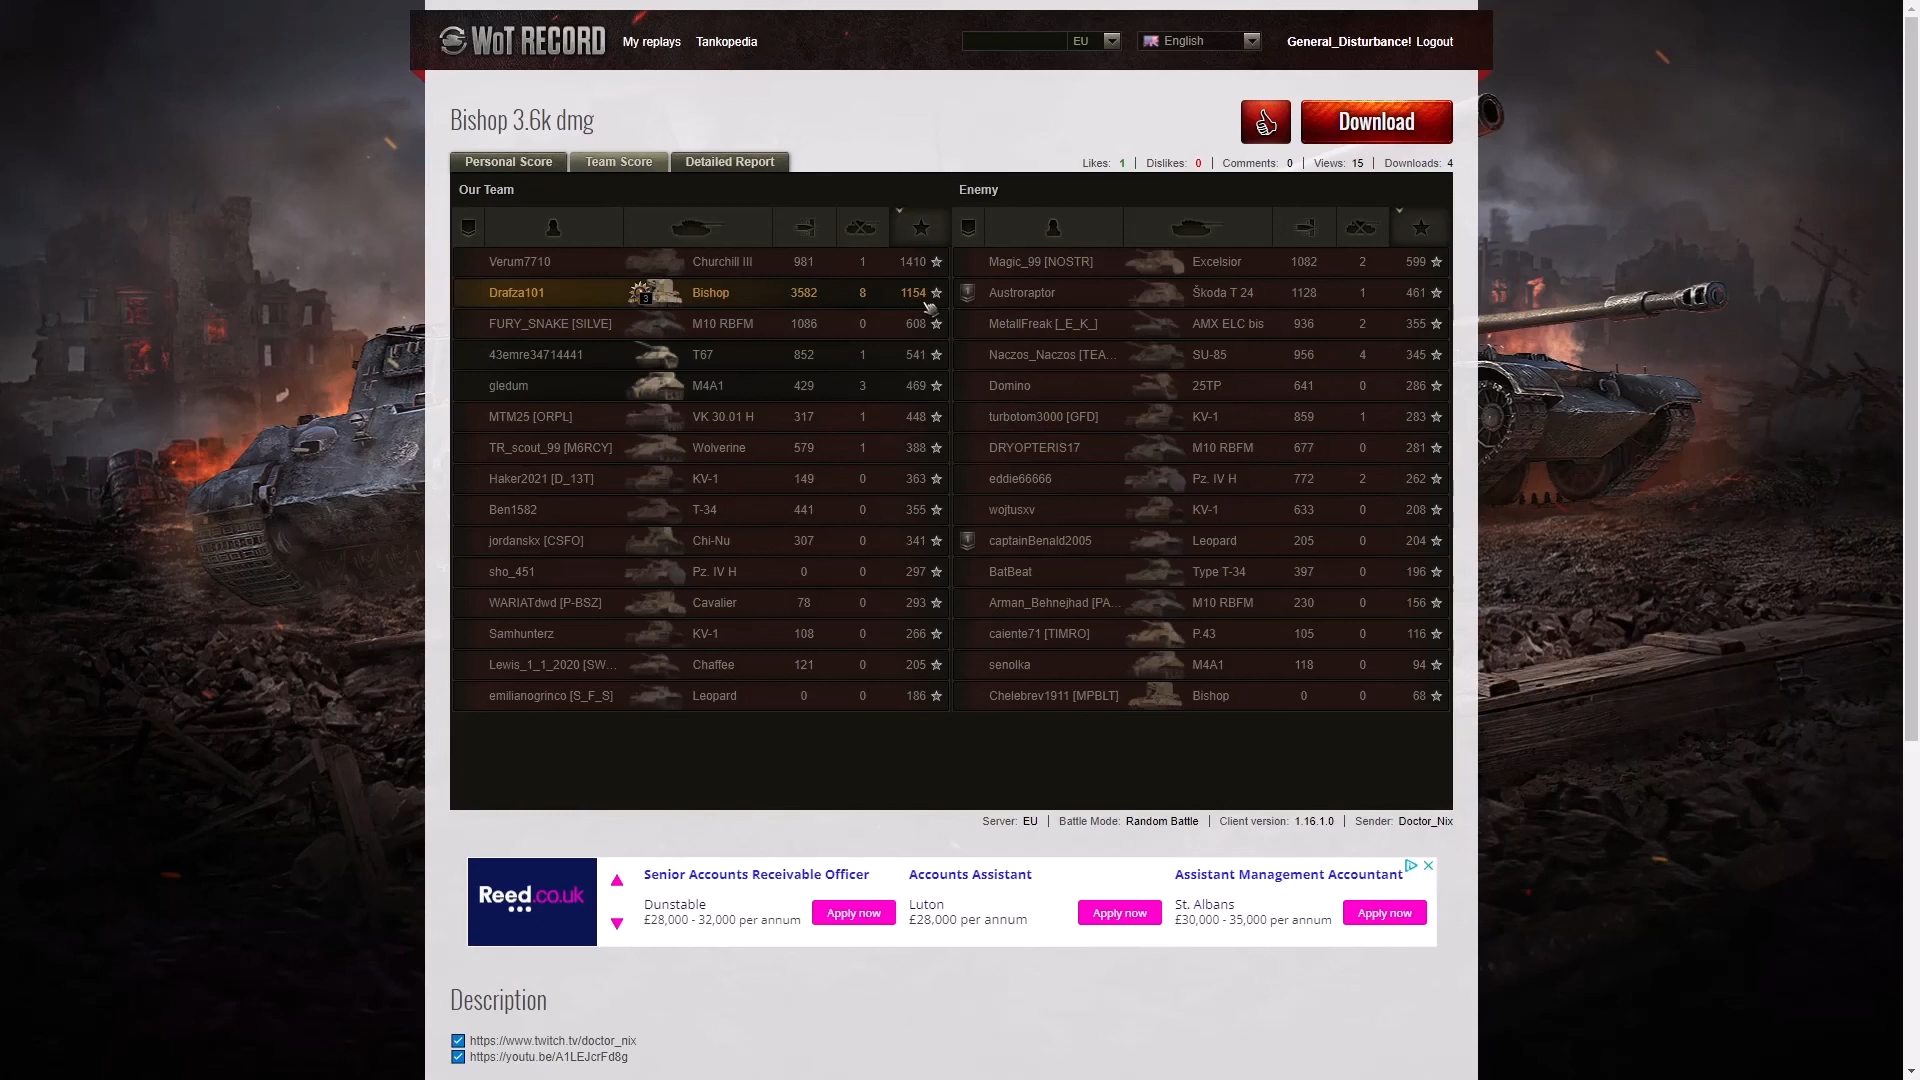 WoT RECORD My replays Tankopedia EU English General_Disturbance! Logout
Bishop 3.6k dmg
Download
Personal Score Team Score Detailed Report
Likes: 1 | Dislikes: 0 | Comments: 0 | Views: 15 | Downloads: 4
Our Team Enemy
Verum7710 Churchill III 981 1 1410 Magic_99 [NOSTR] Excelsior 1082 2 599
Drafza101 3 Bishop 3582 8 1154 Austroraptor Škoda T 24 1128 1 461
FURY_SNAKE [SILVE] M10 RBFM 1086 0 608 MetallFreak [_E_K_] AMX ELC bis 936 2 355
43emre34714441 T67 852 1 541 Naczos_Naczos [TEA... SU-85 956 4 345
gledum M4A1 429 3 469 Domino 25TP 641 0 286
MTM25 [ORPL] VK 30.01 H 317 1 448 turbotom3000 [GFD] KV-1 859 1 283
TR_scout_99 [M6RCY] Wolverine 579 1 388 DRYOPTERIS17 M10 RBFM 677 0 281
Haker2021 [D_13T] KV-1 149 0 363 eddie66666 Pz. IV H 772 2 262
Ben1582 T-34 441 0 355 wojtusxv KV-1 633 0 208
jordanskx [CSFO] Chi-Nu 307 0 341 captainBenald2005 Leopard 205 0 204
sho_451 Pz. IV H 0 0 297 BatBeat Type T-34 397 0 196
WARIATdwd [P-BSZ] Cavalier 78 0 293 Arman_Behnejhad [PA... M10 RBFM 230 0 156
Samhunterz KV-1 108 0 266 caiente71 [TIMRO] P.43 105 0 116
Lewis_1_1_2020 [SW... Chaffee 121 0 205 senolka M4A1 118 0 94
emilianogrinco [S_F_S] Leopard 0 0 186 Chelebrev1911 [MPBLT] Bishop 0 0 68
Server: EU | Battle Mode: Random Battle | Client version: 1.16.1.0 | Sender: Doctor_Nix
Reed.co.uk
Senior Accounts Receivable Officer
Dunstable
£28,000 - 32,000 per annum
Apply now
Accounts Assistant
Luton
£28,000 per annum
Apply now
Assistant Management Accountant
St. Albans
£30,000 - 35,000 per annum
Apply now
Description
https://www.twitch.tv/doctor_nix
https://youtu.be/A1LEJcrFd8g